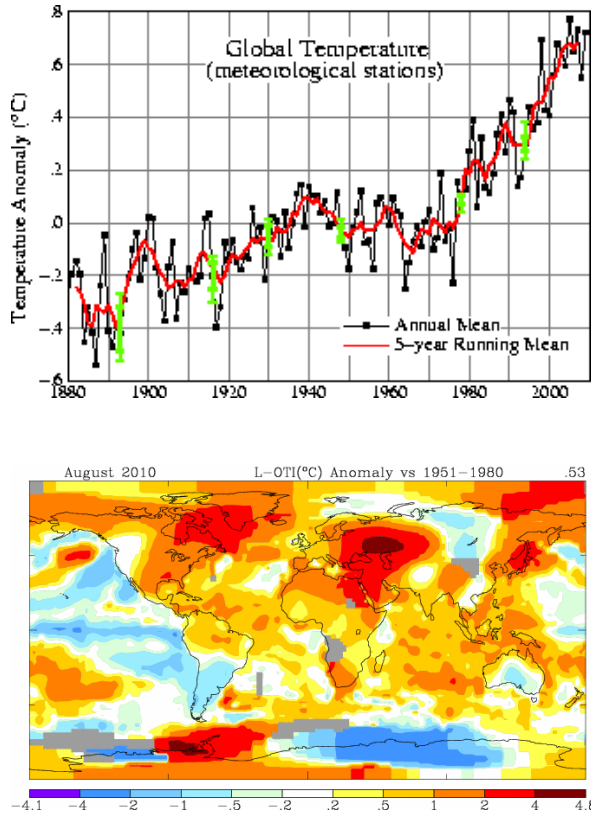 .8
Global Temperature
(meteorological stations)
.6
.4
.2
.0
-.2
-.4
-.6
Temperature Anomaly (°C)
Annual Mean
5-year Running Mean
1880 1900 1920 1940 1960 1980 2000
August 2010 L-OTI(°C) Anomaly vs 1951-1980 .53
-4.1 -4 -2 -1 -.5 -.2 .2 .5 1 2 4 4.8